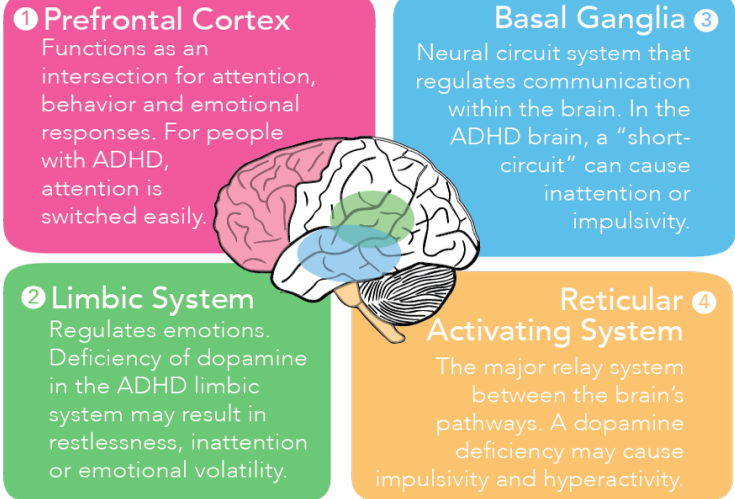 1 Prefrontal Cortex
Functions as an
intersection for attention,
behavior and emotional
responses. For people
with ADHD,
attention is
switched easily.
2 Limbic System
Regulates emotions.
Deficiency of dopamine
in the ADHD limbic
system may result in
restlessness, inattention
or emotional volatility.
Basal Ganglia 3
Neural circuit system that
regulates communication
within the brain. In the
ADHD brain, a “short-
circuit” can cause
inattention or
impulsivity.
Reticular 4
Activating System
The major relay system
between the brain’s
pathways. A dopamine
deficiency may cause
impulsivity and hyperactivity.